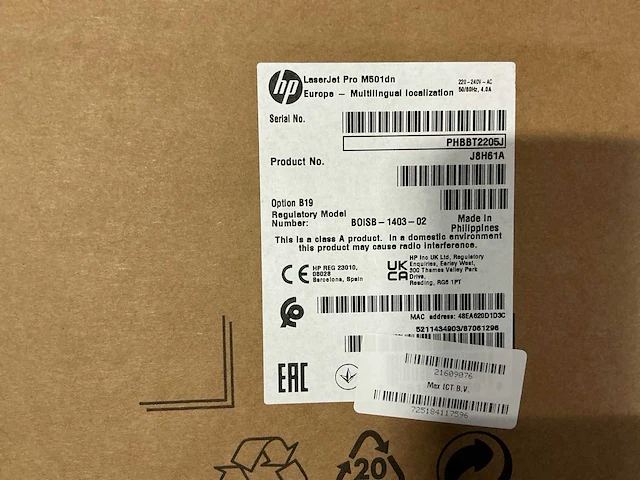 hp
LaserJet Pro M501dn
Europe - Multilingual localization
220-240V-AC
50/60Hz, 4.0A
Serial No.
PHBBT2205J
Product No.
J8H61A
Option B19
Regulatory Model
Number:
BOISB-1403-02
Made in
Philippines
This is a class A product. In a domestic environment
this product may cause radio interference.
CE
HP REG 23010,
08028
Barcelona, Spain
UK
CA
HP Inc UK Ltd, Regulatory
Enquiries, Earley West,
300 Thames Valley Park
Drive,
Reading, RG6 1PT
MAC address: 48EA629D1D3C
5211434903/87061296
EAC
21609076
Max ICT B.V.
725184117596
20